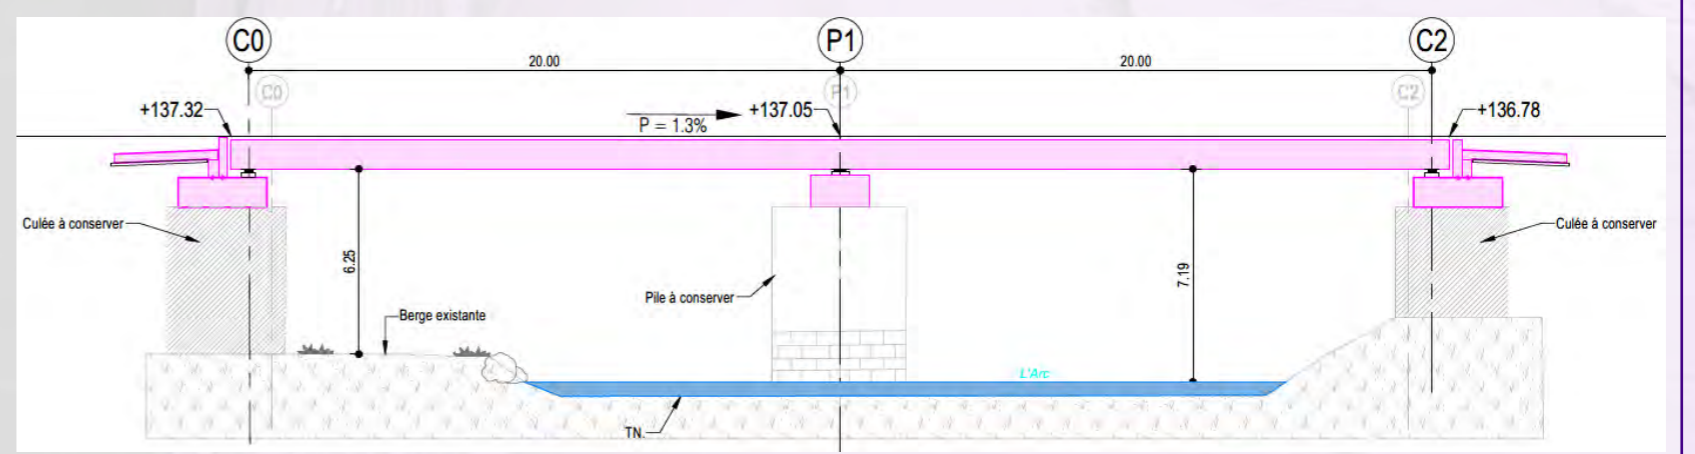 C0
P1
C2
20.00
20.00
C0
P1
C2
+137.32
P = 1.3%
+137.05
+136.78
Culée à conserver
Culée à conserver
6.25
7.19
Pile à conserver
Berge existante
L'Arc
TN.